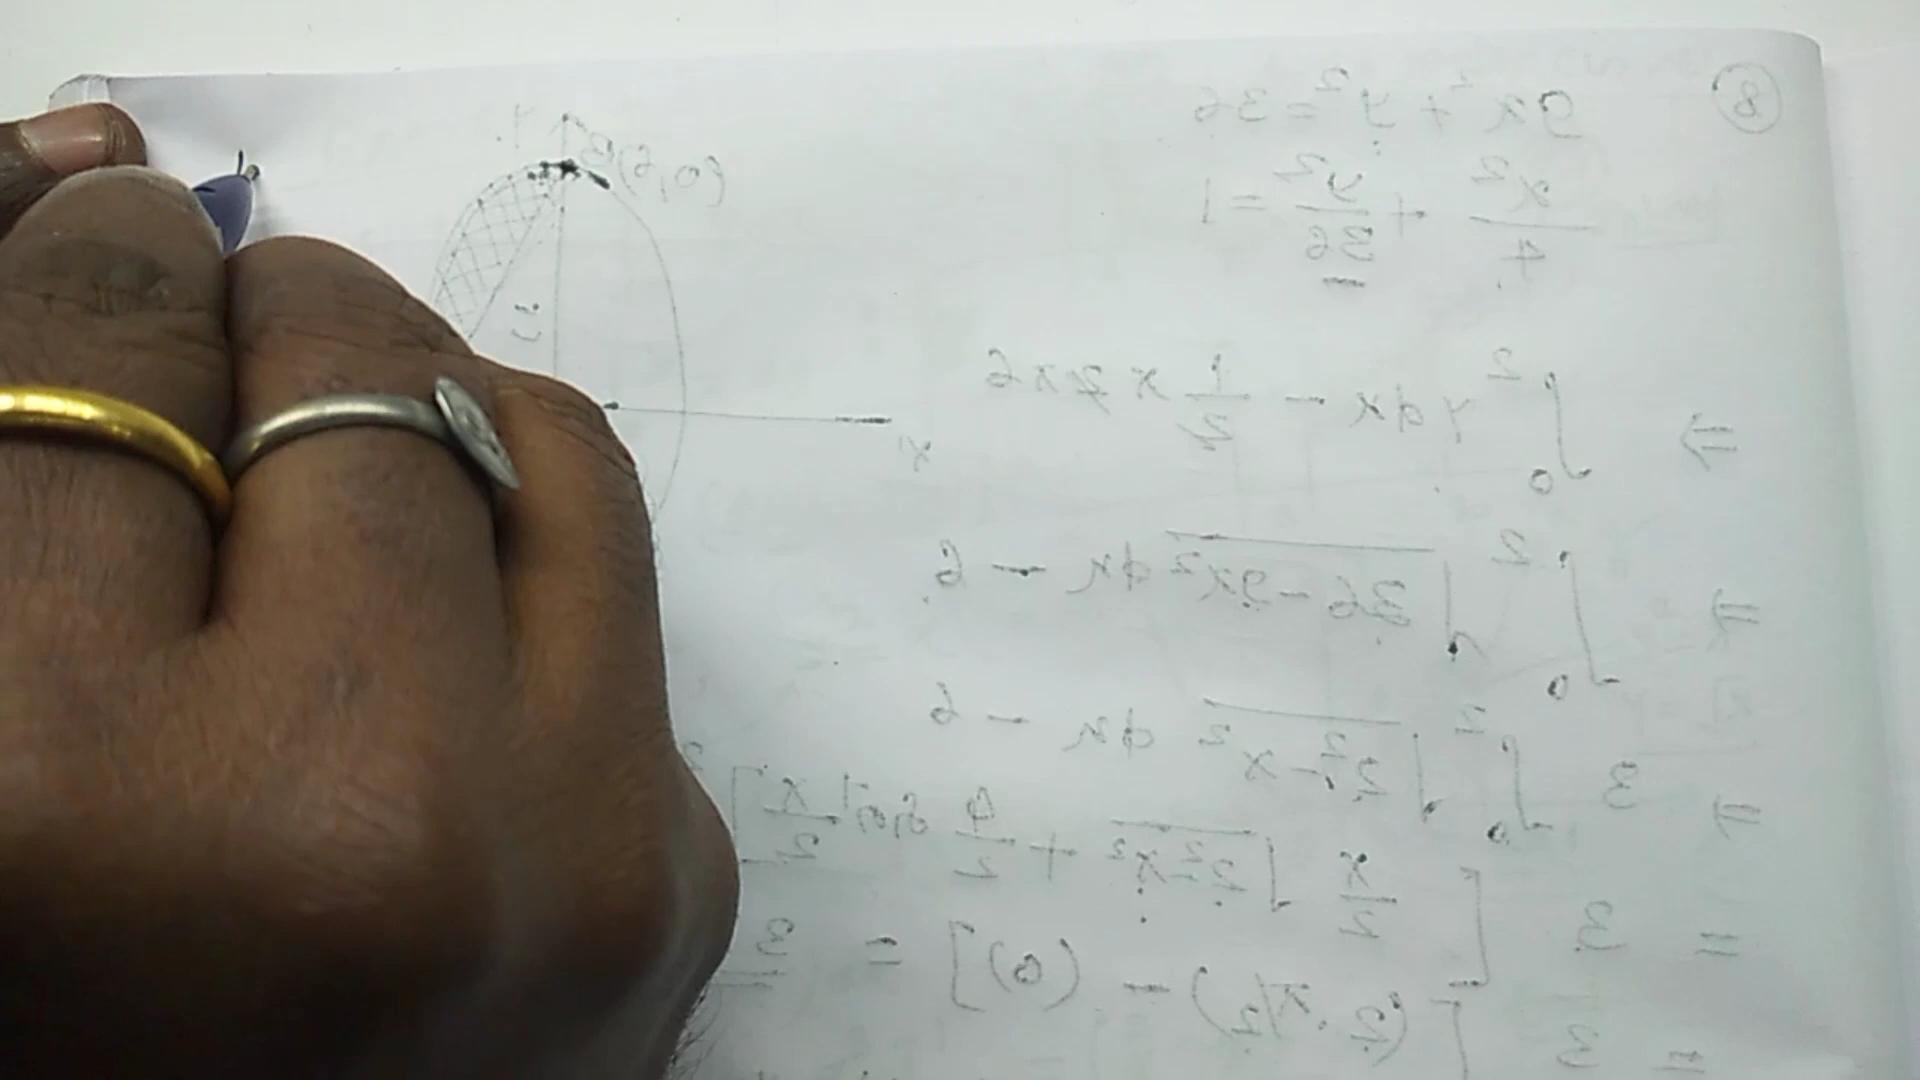 8
9x² + y² = 36
x²/4 + y²/36 = 1
Y
B(0,6)
X
⇒ ∫₀² y dx − 1/2 × 2 × 6
= ∫₀² √(36 − 9x²) dx − 6
= 3 ∫₀² √(2² − x²) dx − 6
= 3 [ x/2 √(2² − x²) + 4/2 sin⁻¹ x/2 ]
= 3 [ (2 · π/2) − (0) ] =